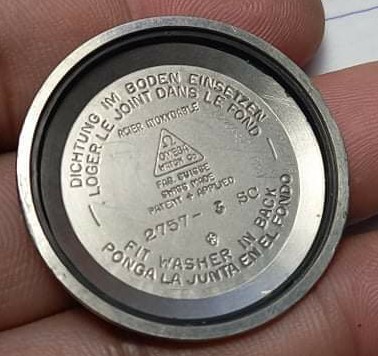 DICHTUNG IM BODEN EINSETZEN
LOGER LE JOINT DANS LE FOND
ACIER INOXYDABLE
Ω
OMEGA
WATCH CO
FAB. SUISSE
SWISS MADE
PATENT + APPLIED
2757- 3 SC
FIT WASHER IN BACK
PONGA LA JUNTA EN EL FONDO